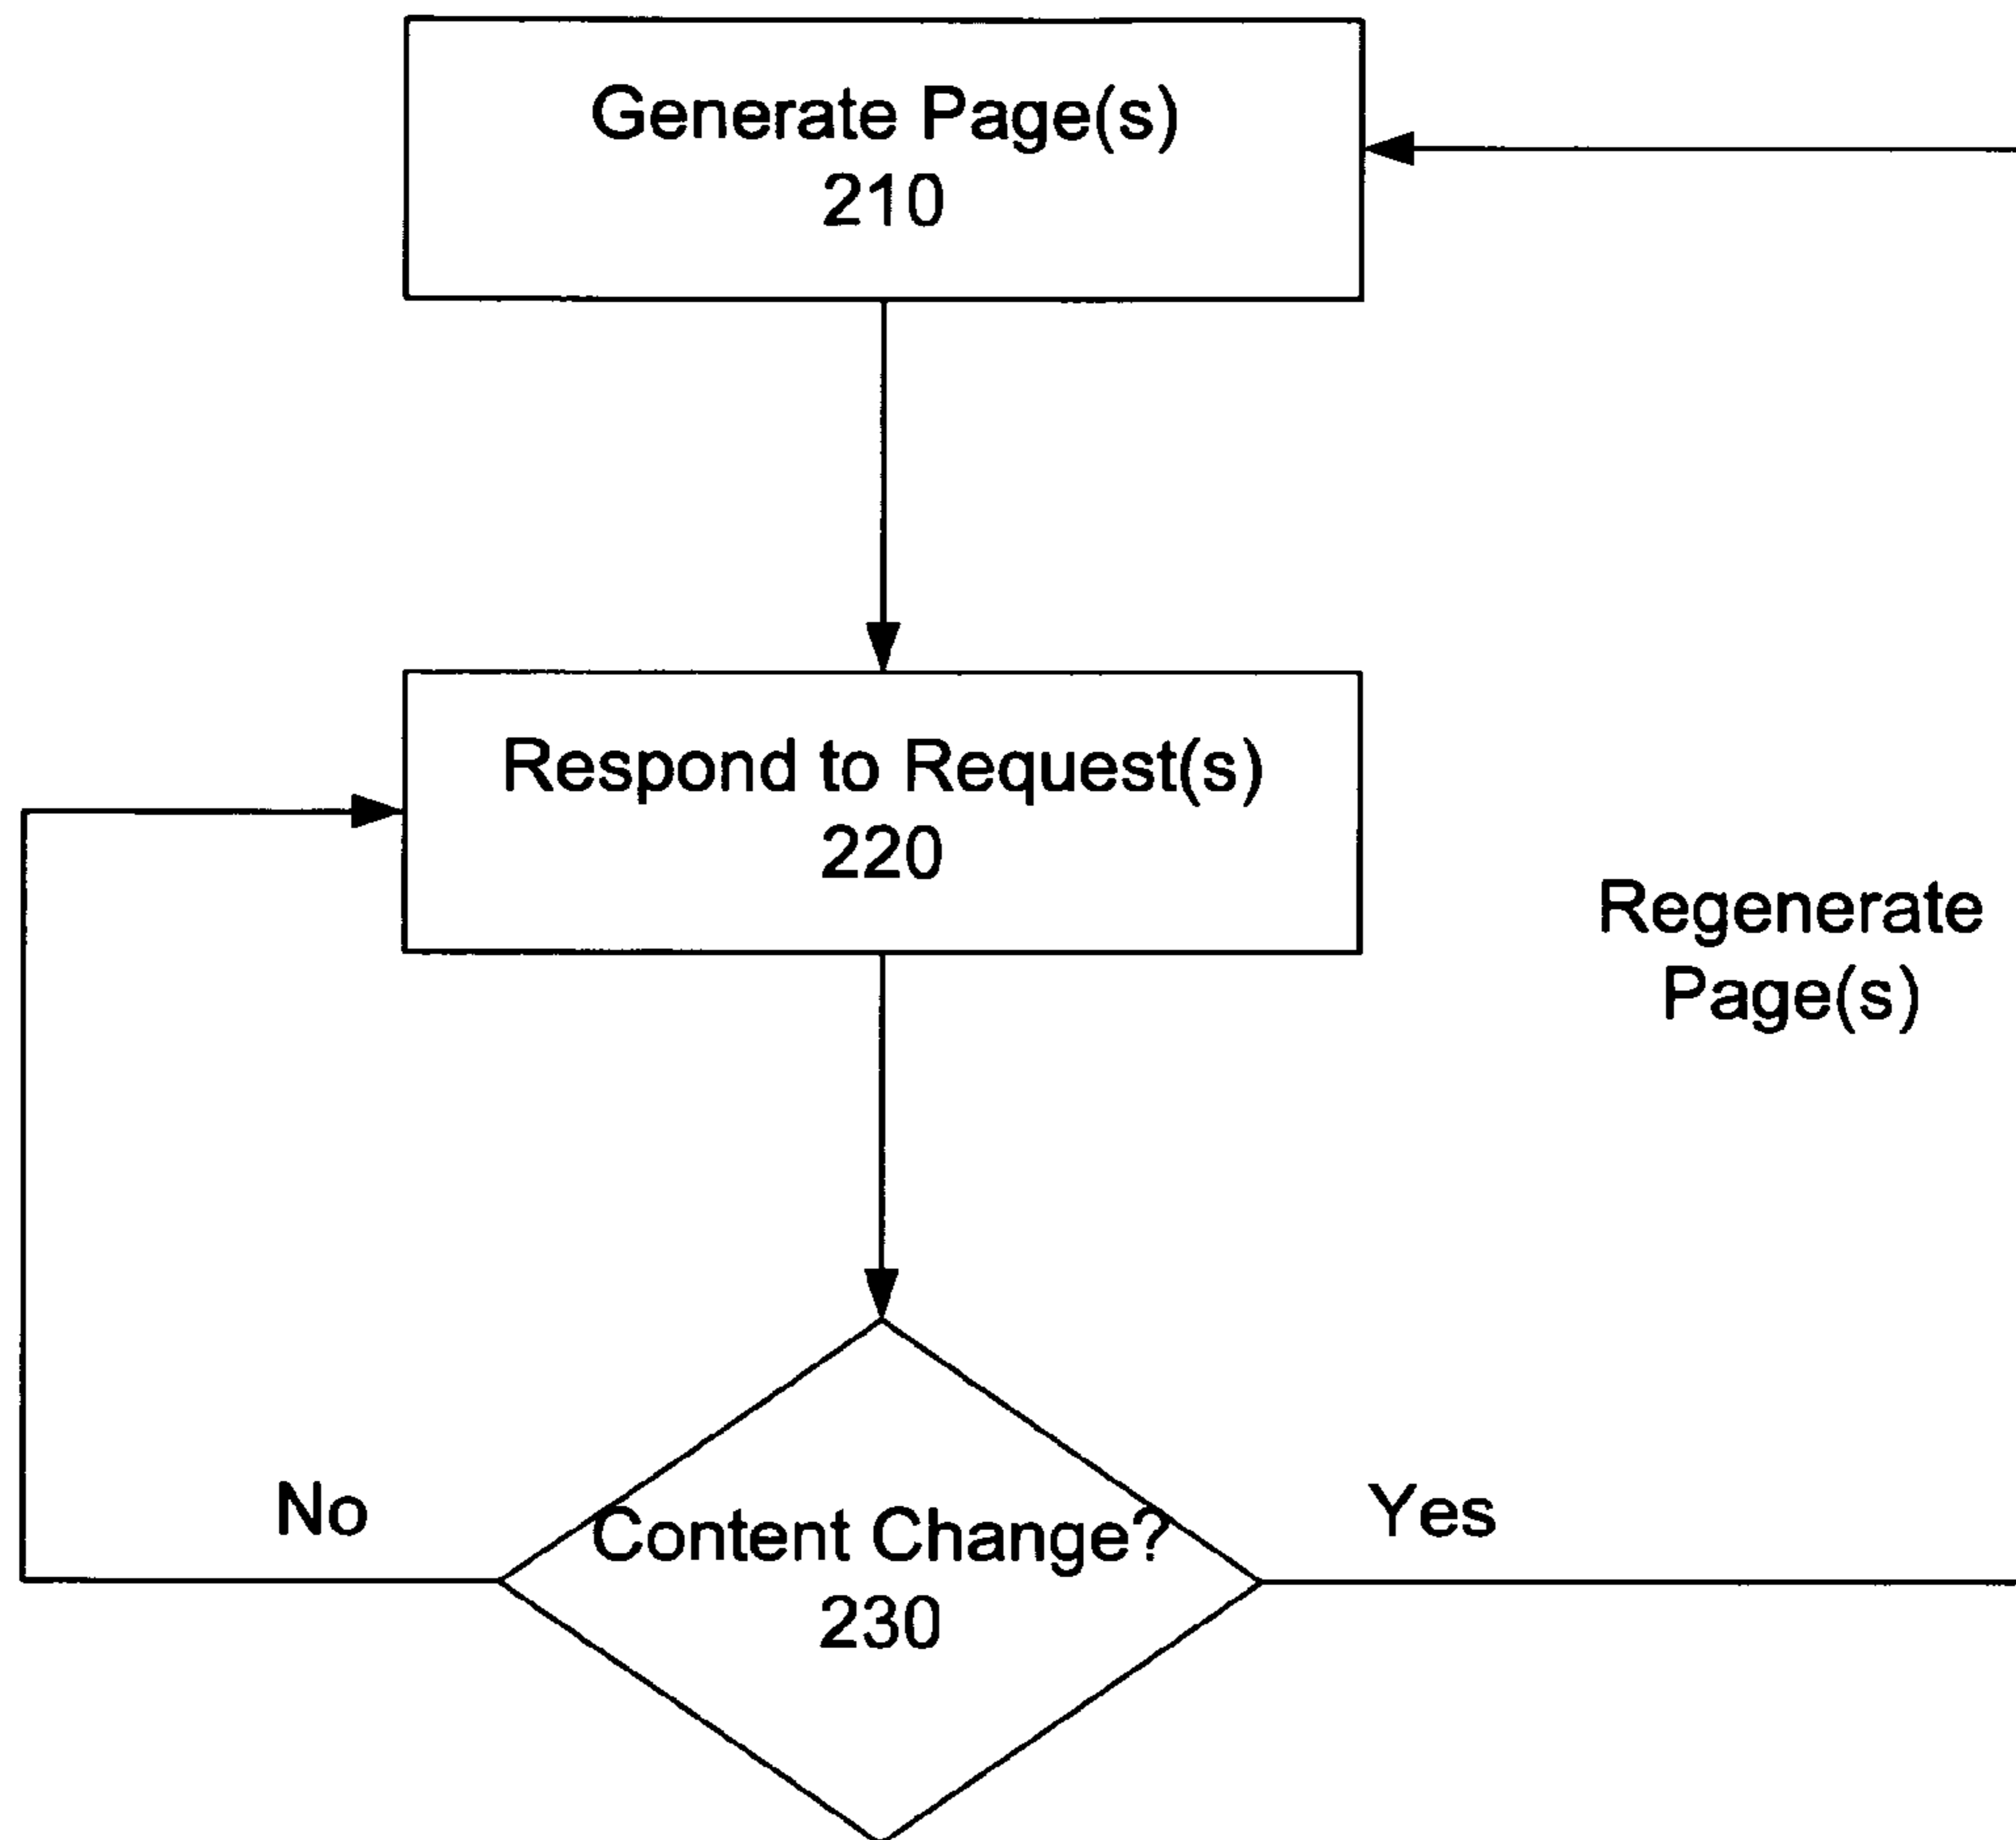 Generate Page(s)
210
Respond to Request(s)
220
Regenerate
Page(s)
No
Content Change?
230
Yes